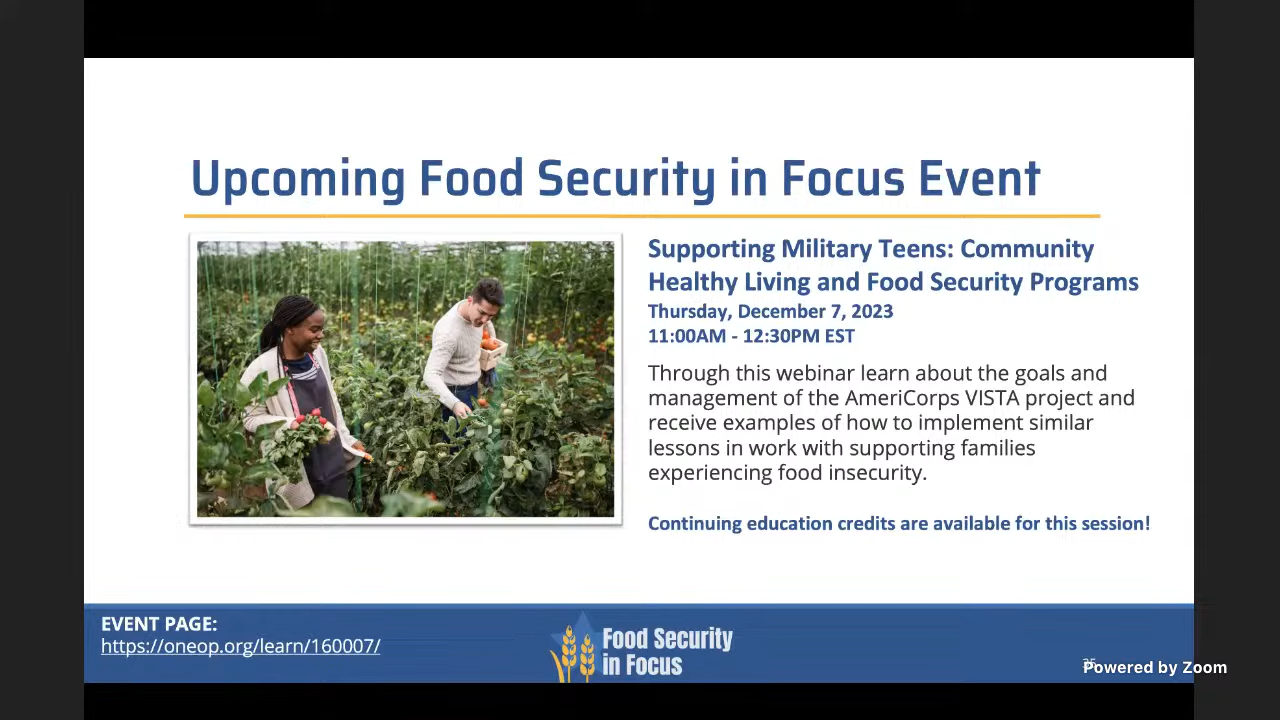 Upcoming Food Security in Focus Event
Supporting Military Teens: Community
Healthy Living and Food Security Programs
Thursday, December 7, 2023
11:00AM - 12:30PM EST
Through this webinar learn about the goals and
management of the AmeriCorps VISTA project and
receive examples of how to implement similar
lessons in work with supporting families
experiencing food insecurity.
Continuing education credits are available for this session!
EVENT PAGE:
https://oneop.org/learn/160007/
Food Security
in Focus
Powered by Zoom